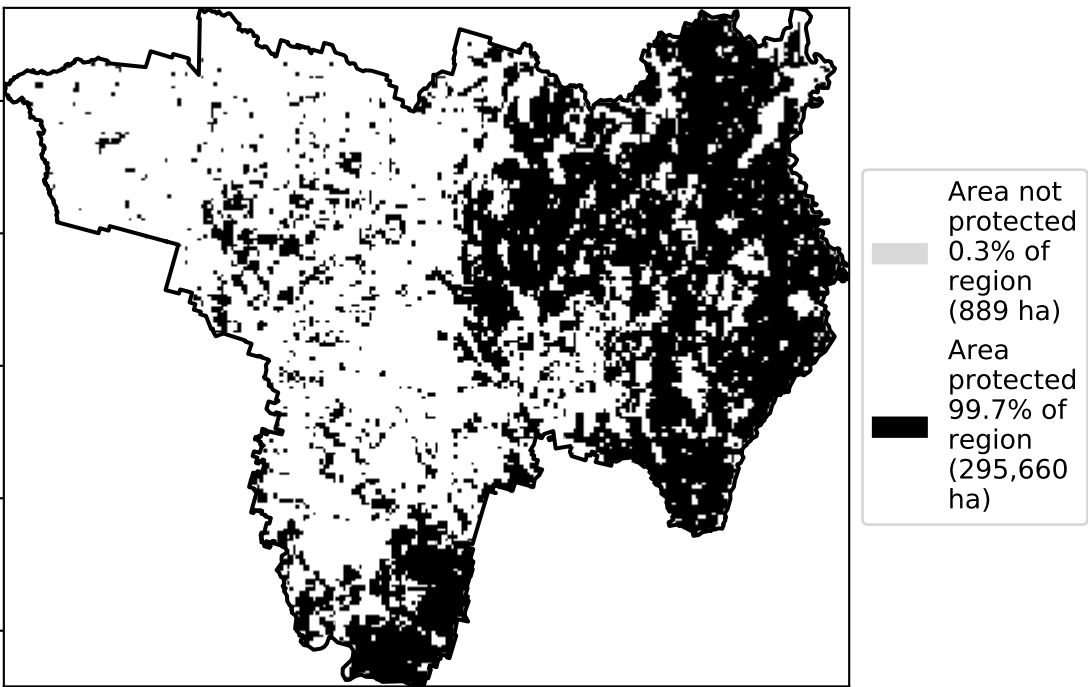 Area not
protected
0.3% of
region
(889 ha)
Area
protected
99.7% of
region
(295,660
ha)